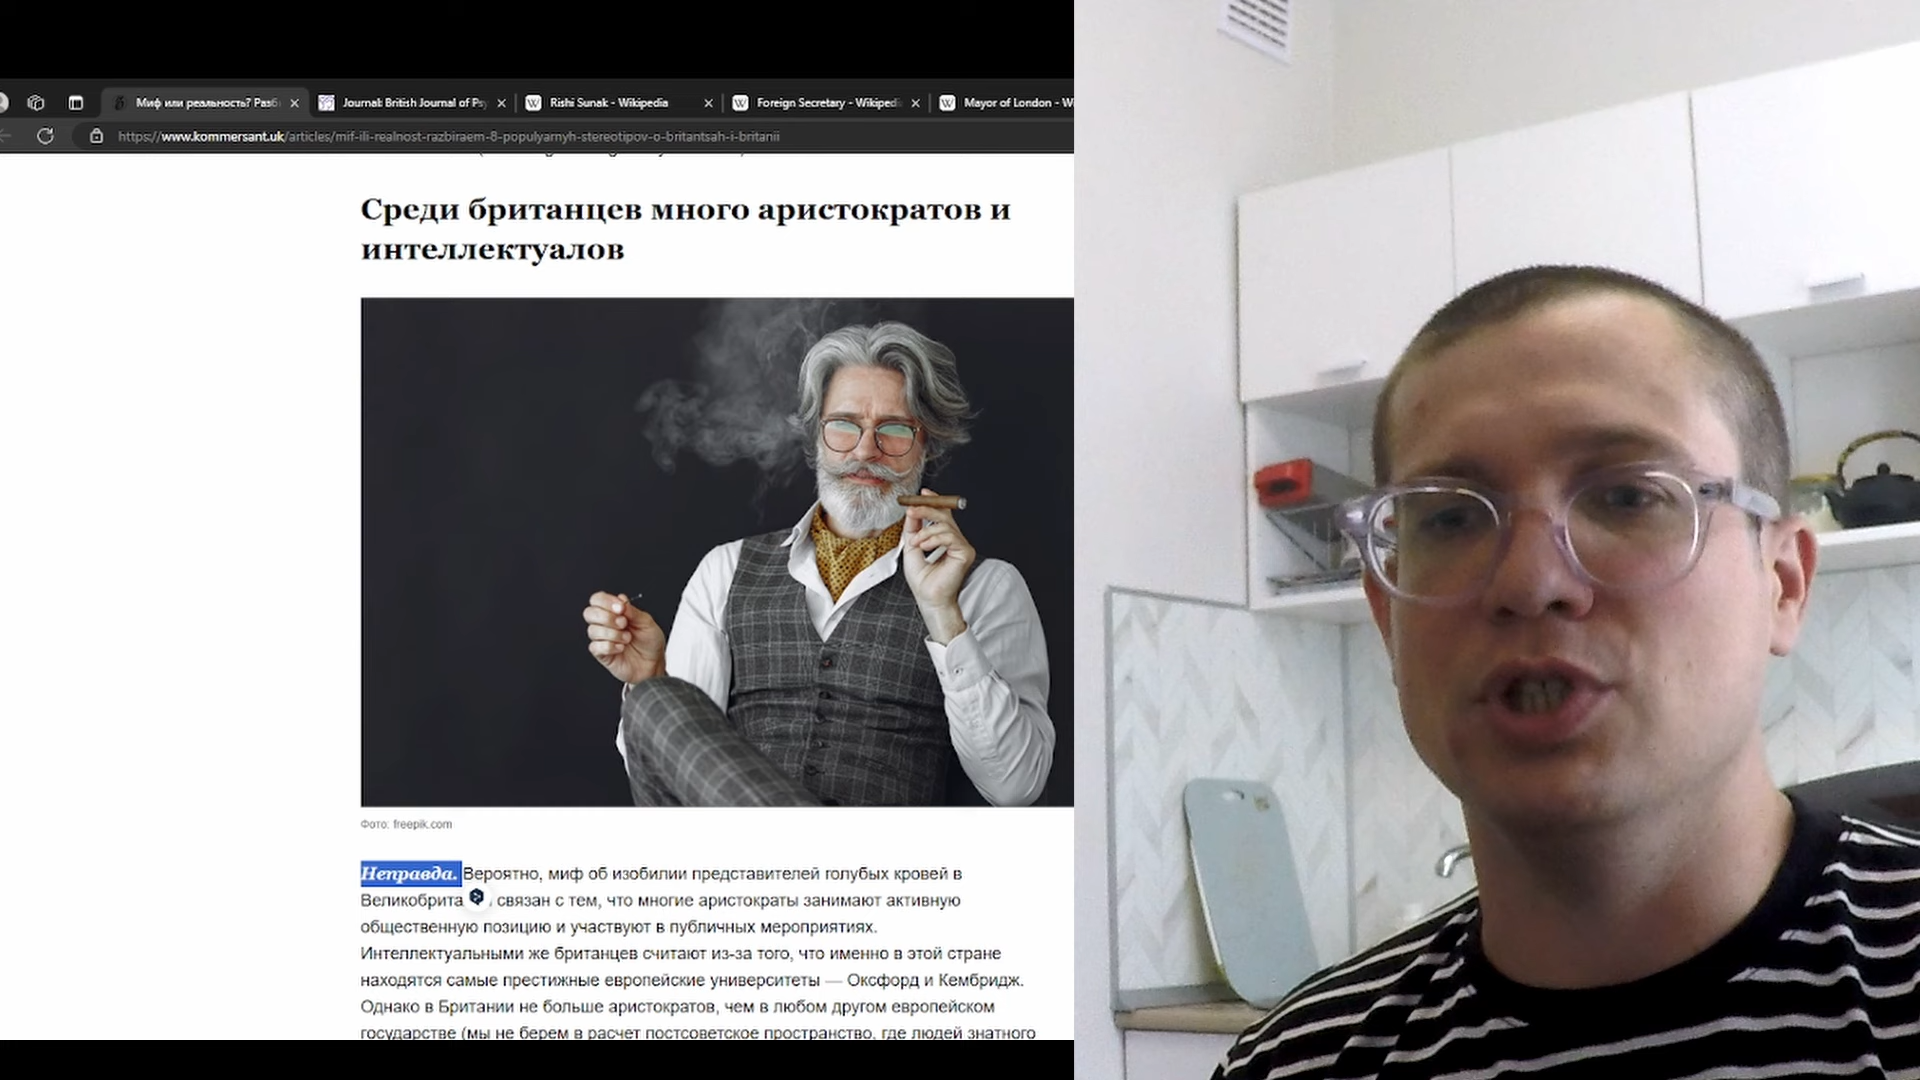 Миф или реальность? Разб
Journal: British Journal of Psy
Rishi Sunak - Wikipedia
Foreign Secretary - Wikipedi
Mayor of London - W
https://www.kommersant.uk/articles/mif-ili-realnost-razbiraem-8-populyarnyh-stereotipov-o-britantsah-i-britanii
Среди британцев много аристократов и
интеллектуалов
Фото: freepik.com
Неправда. Вероятно, миф об изобилии представителей голубых кровей в
Великобрита связан с тем, что многие аристократы занимают активную
общественную позицию и участвуют в публичных мероприятиях.
Интеллектуальными же британцев считают из-за того, что именно в этой стране
находятся самые престижные европейские университеты — Оксфорд и Кембридж.
Однако в Британии не больше аристократов, чем в любом другом европейском
государстве (мы не берем в расчет постсоветское пространство, где людей знатного